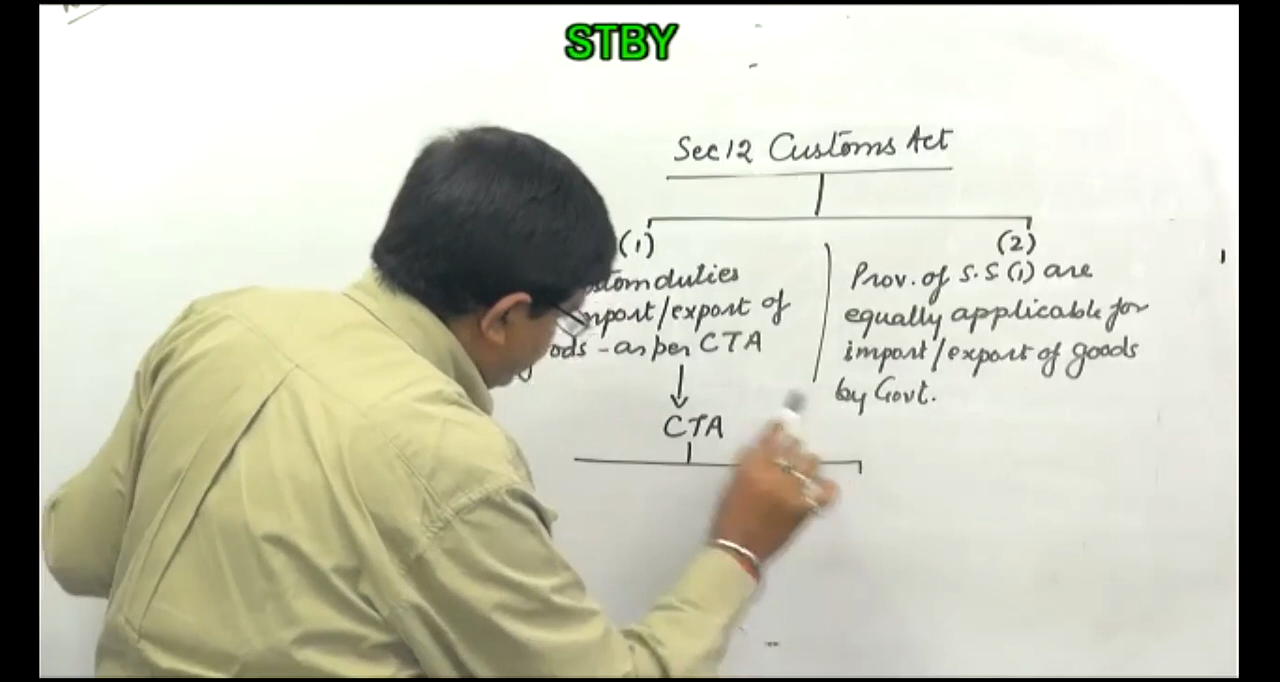 STBY
Sec 12 Customs Act
(1)
duties
/export of
- as per CTA
CTA
(2)
Prov. of S.S (1) are
equally applicable for
import/export of goods
by Govt.